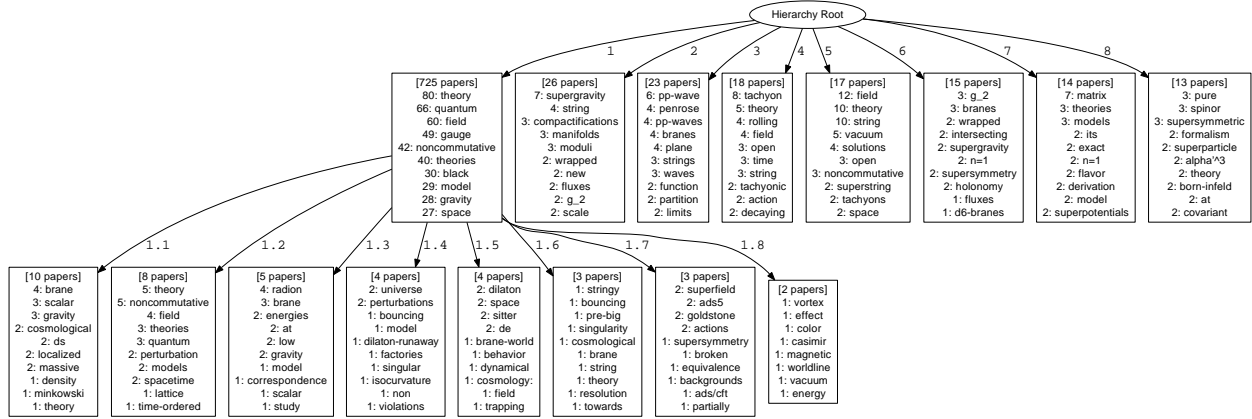 Hierarchy Root
1
2
3
4
5
6
7
8
[725 papers]
80: theory
66: quantum
60: field
49: gauge
42: noncommutative
40: theories
30: black
29: model
28: gravity
27: space
[26 papers]
7: supergravity
4: string
3: compactifications
3: manifolds
3: moduli
2: wrapped
2: new
2: fluxes
2: g_2
2: scale
[23 papers]
6: pp-wave
4: penrose
4: pp-waves
4: branes
4: plane
3: strings
3: waves
2: function
2: partition
2: limits
[18 papers]
8: tachyon
5: theory
4: rolling
4: field
3: open
3: time
3: string
2: tachyonic
2: action
2: decaying
[17 papers]
12: field
10: theory
10: string
5: vacuum
4: solutions
3: open
3: noncommutative
2: superstring
2: tachyons
2: space
[15 papers]
3: g_2
3: branes
2: wrapped
2: intersecting
2: supergravity
2: n=1
2: supersymmetry
2: holonomy
1: fluxes
1: d6-branes
[14 papers]
7: matrix
3: theories
3: models
2: its
2: exact
2: n=1
2: flavor
2: derivation
2: model
2: superpotentials
[13 papers]
3: pure
3: spinor
3: supersymmetric
2: formalism
2: superparticle
2: alpha'^3
2: theory
2: born-infeld
2: at
2: covariant
1.1
1.2
1.3
1.4
1.5
1.6
1.7
1.8
[10 papers]
4: brane
3: scalar
3: gravity
2: cosmological
2: ds
2: localized
2: massive
1: density
1: minkowski
1: theory
[8 papers]
5: theory
5: noncommutative
4: field
3: theories
3: quantum
2: perturbation
2: models
2: spacetime
1: lattice
1: time-ordered
[5 papers]
4: radion
3: brane
2: energies
2: at
2: low
2: gravity
1: model
1: correspondence
1: scalar
1: study
[4 papers]
2: universe
2: perturbations
1: bouncing
1: model
1: dilaton-runaway
1: factories
1: singular
1: isocurvature
1: non
1: violations
[4 papers]
2: dilaton
2: space
2: sitter
2: de
1: brane-world
1: behavior
1: dynamical
1: cosmology:
1: field
1: trapping
[3 papers]
1: stringy
1: bouncing
1: pre-big
1: singularity
1: cosmological
1: brane
1: string
1: theory
1: resolution
1: towards
[3 papers]
2: superfield
2: ads5
2: goldstone
2: actions
1: supersymmetry
1: broken
1: equivalence
1: backgrounds
1: ads/cft
1: partially
[2 papers]
1: vortex
1: effect
1: color
1: casimir
1: magnetic
1: worldline
1: vacuum
1: energy